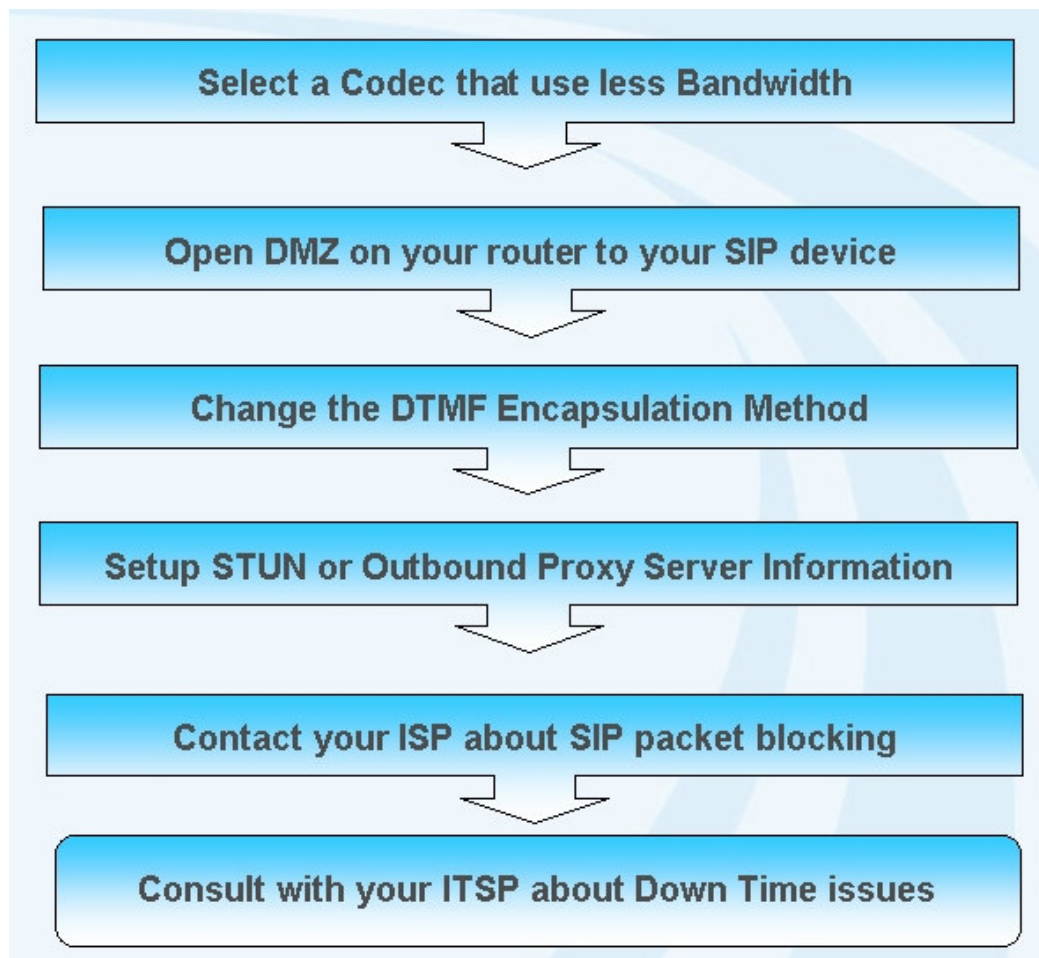 Select a Codec that use less Bandwidth
Open DMZ on your router to your SIP device
Change the DTMF Encapsulation Method
Setup STUN or Outbound Proxy Server Information
Contact your ISP about SIP packet blocking
Consult with your ITSP about Down Time issues